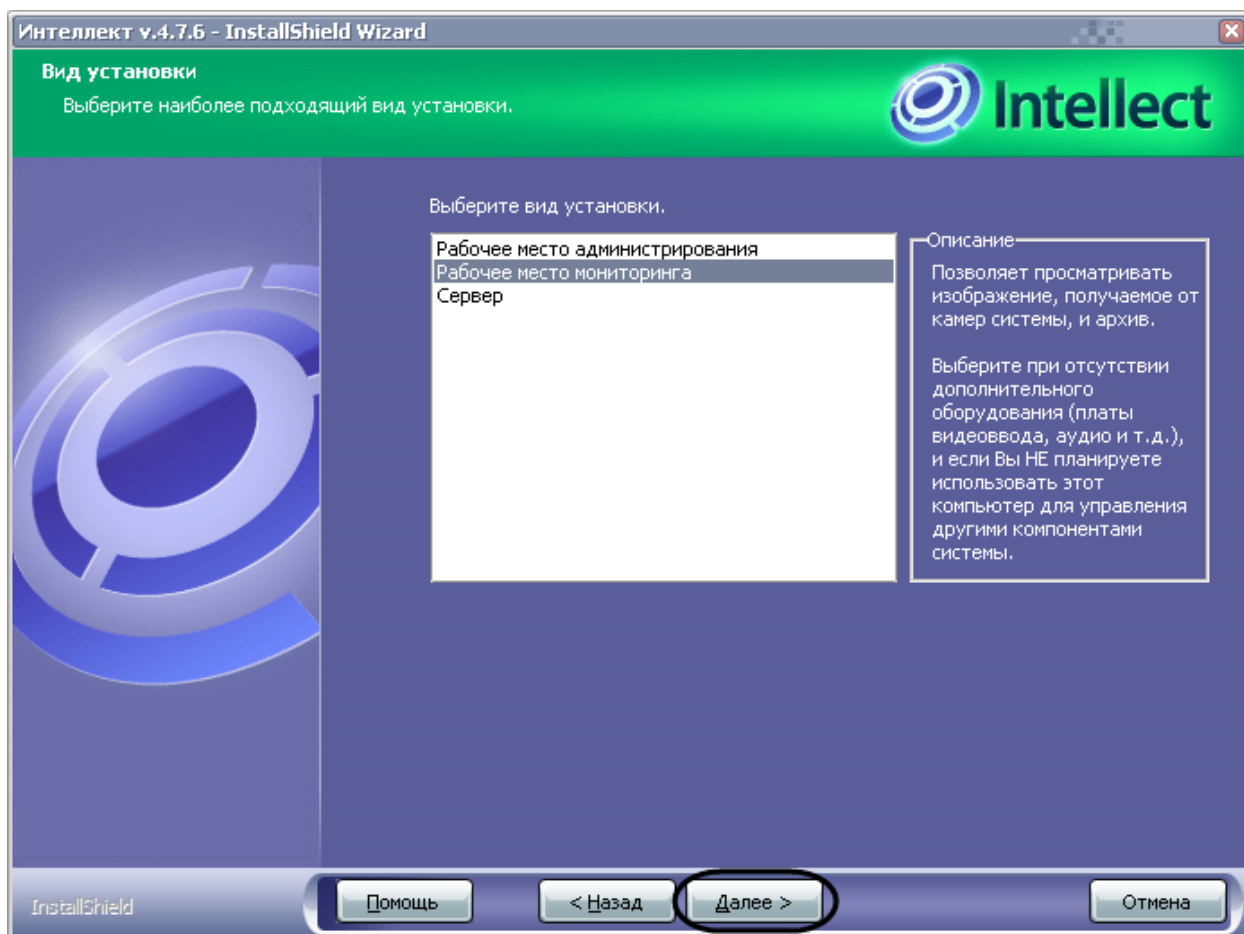 Интеллект v.4.7.6 - InstallShield Wizard
Вид установки
Выберите наиболее подходящий вид установки.
Intellect
Выберите вид установки.
Рабочее место администрирования
Рабочее место мониторинга
Сервер
Описание
Позволяет просматривать
изображение, получаемое от
камер системы, и архив.
Выберите при отсутствии
дополнительного
оборудования (платы
видеоввода, аудио и т.д.),
и если Вы НЕ планируете
использовать этот
компьютер для управления
другими компонентами
системы.
InstallShield
Помощь
< Назад
Далее >
Отмена